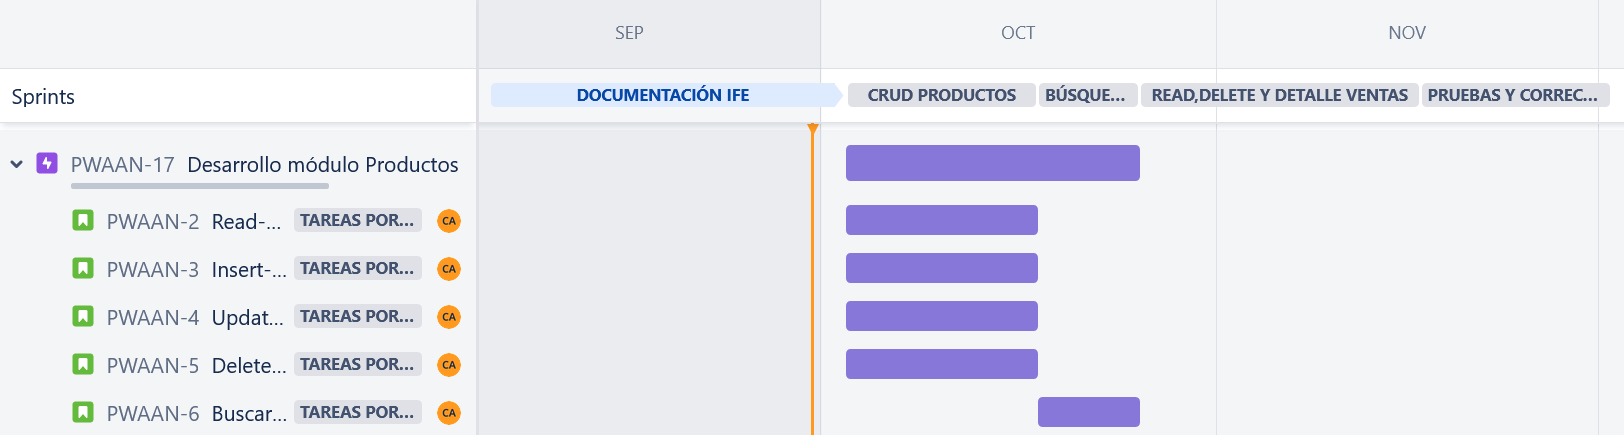 SEP OCT NOV
Sprints DOCUMENTACIÓN IFE CRUD PRODUCTOS BÚSQUE... READ,DELETE Y DETALLE VENTAS PRUEBAS Y CORREC...
PWAAN-17 Desarrollo módulo Productos
PWAAN-2 Read-... TAREAS POR... CA
PWAAN-3 Insert-... TAREAS POR... CA
PWAAN-4 Updat... TAREAS POR... CA
PWAAN-5 Delete... TAREAS POR... CA
PWAAN-6 Buscar... TAREAS POR... CA